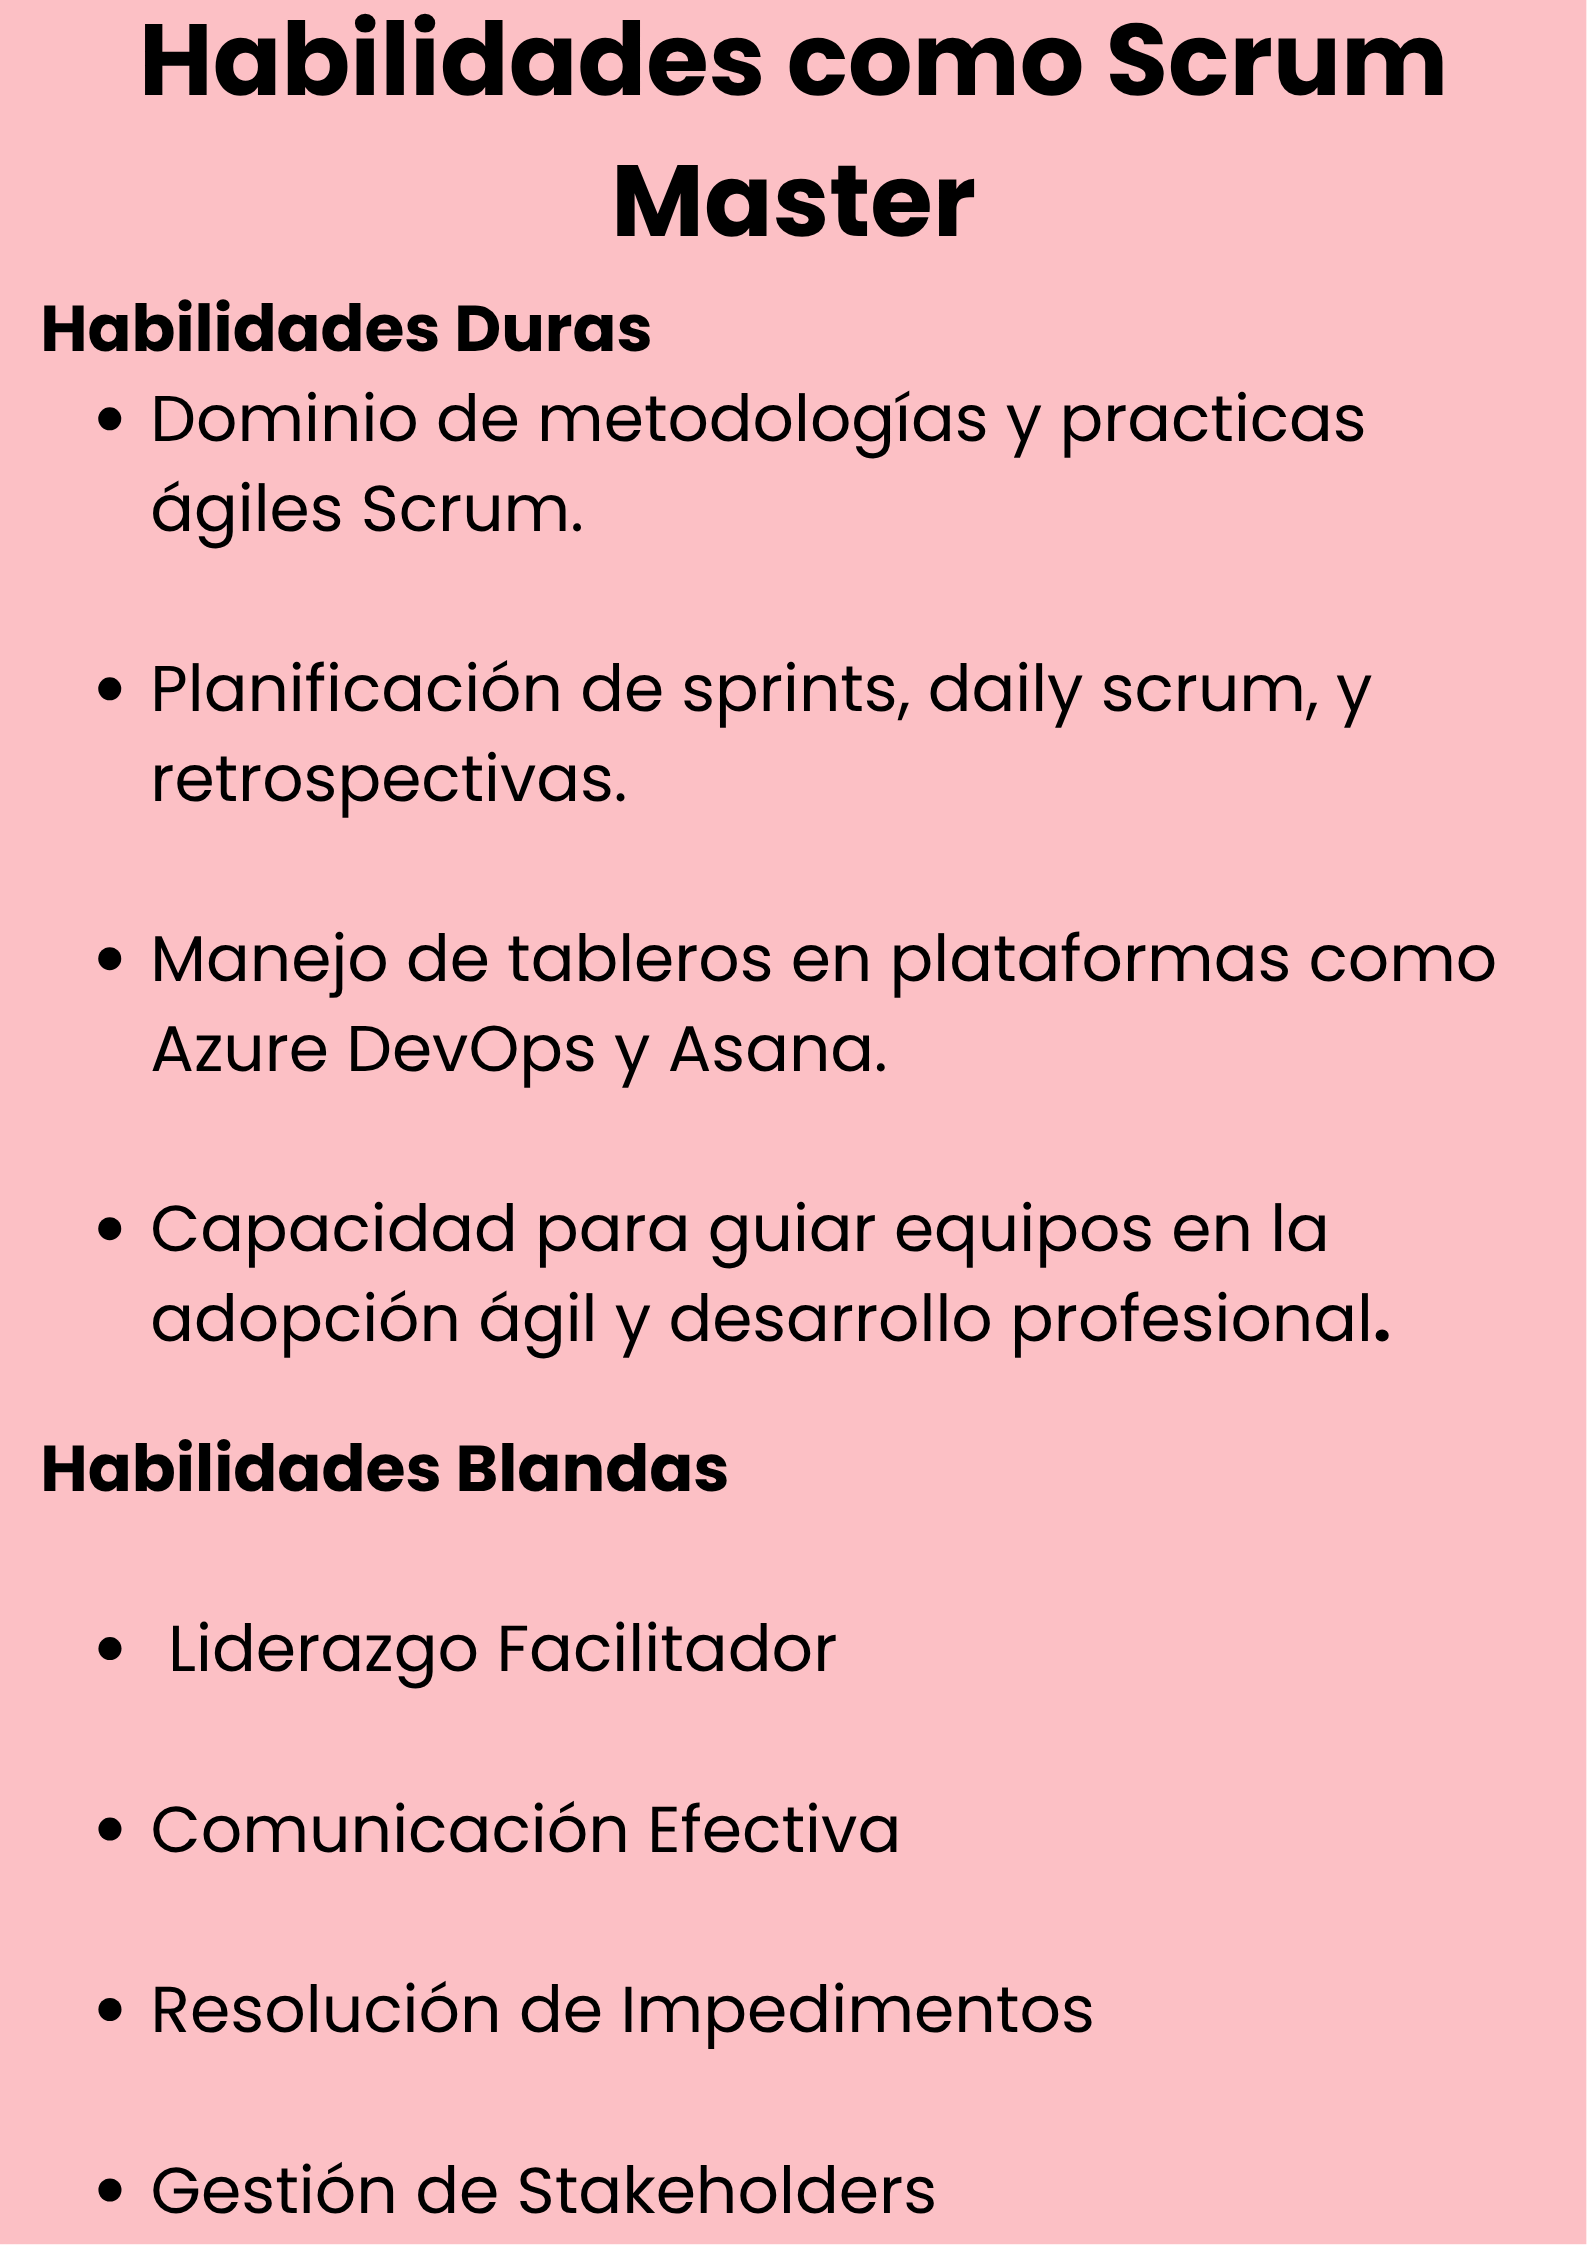 Habilidades como Scrum
Master
Habilidades Duras
• Dominio de metodologías y practicas
ágiles Scrum.
• Planificación de sprints, daily scrum, y
retrospectivas.
• Manejo de tableros en plataformas como
Azure DevOps y Asana.
• Capacidad para guiar equipos en la
adopción ágil y desarrollo profesional.
Habilidades Blandas
• Liderazgo Facilitador
• Comunicación Efectiva
• Resolución de Impedimentos
• Gestión de Stakeholders